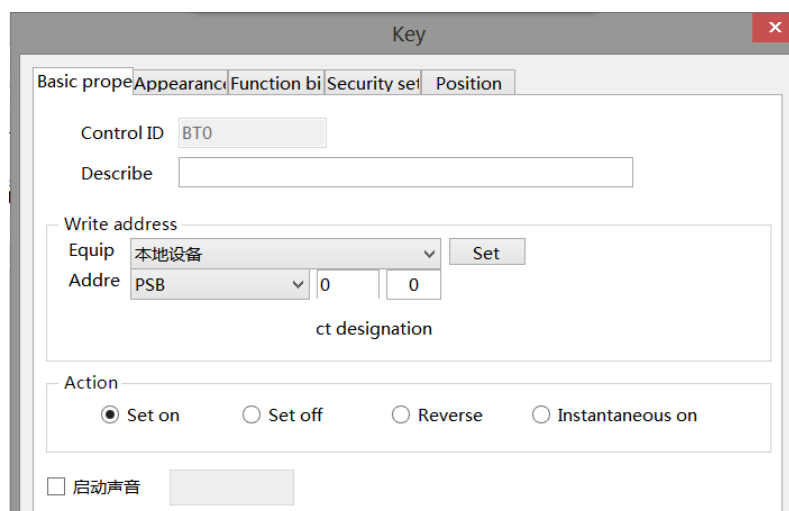 Key
Basic prope Appearanc Function bi Security set Position
Control ID BT0
Describe
Write address
Equip 本地设备 Set
Addre PSB 0 0
ct designation
Action
Set on Set off Reverse Instantaneous on
启动声音